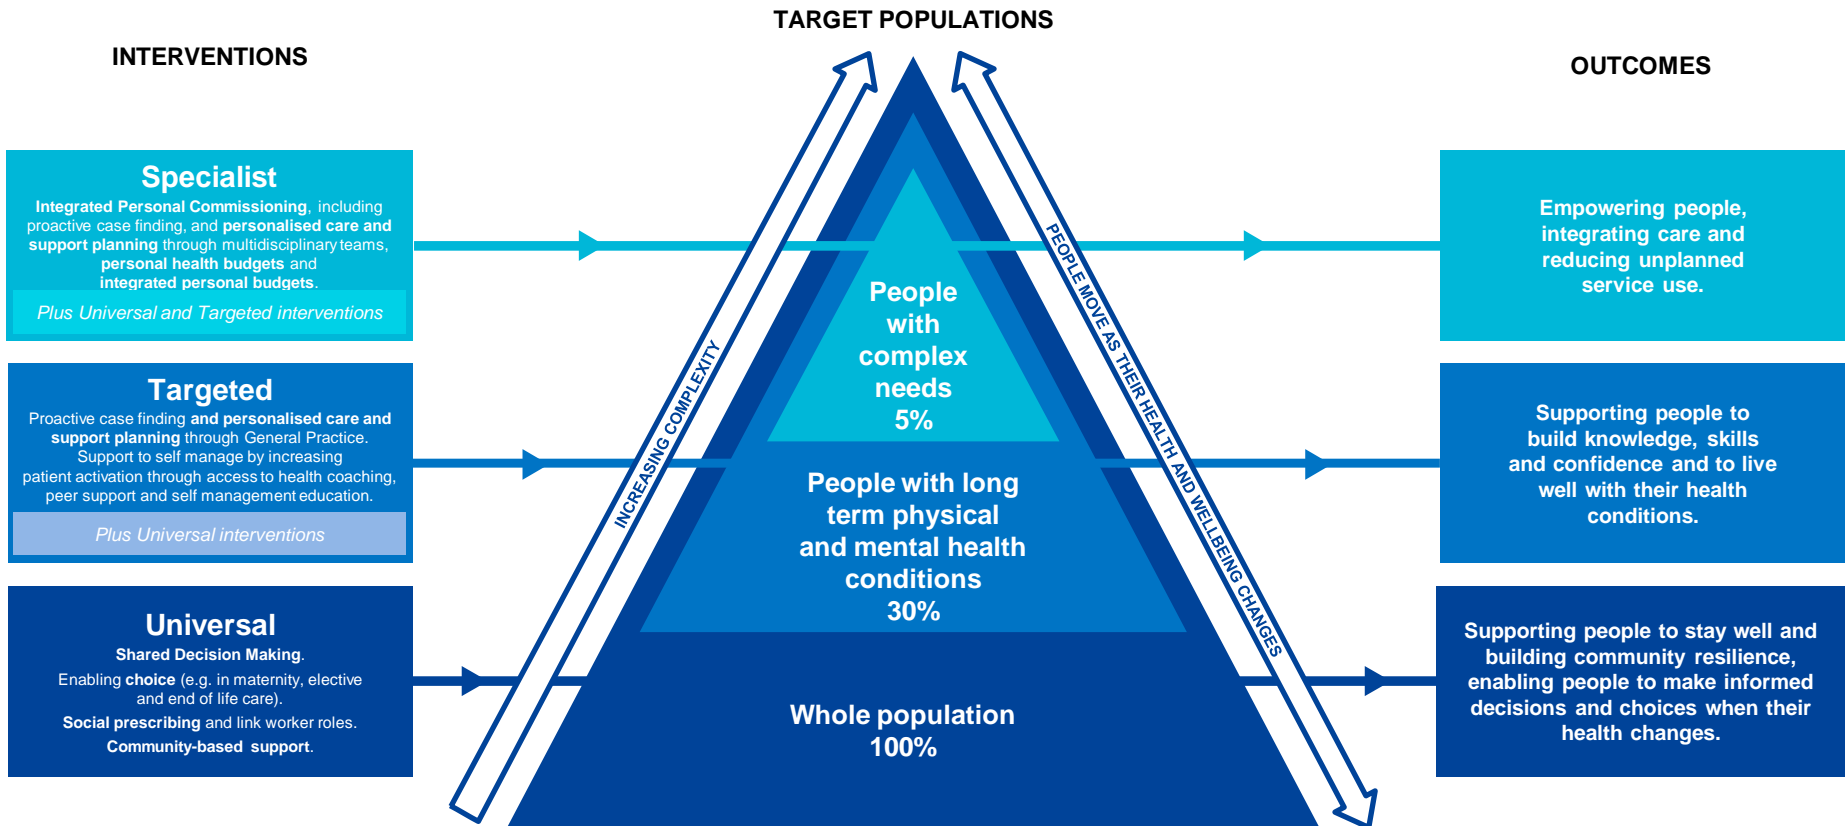 TARGET POPULATIONS
INTERVENTIONS
OUTCOMES
Specialist
Integrated Personal Commissioning, including
proactive case finding, and personalised care and
support planning through multidisciplinary teams,
personal health budgets and
integrated personal budgets.
Plus Universal and Targeted interventions
Targeted
Proactive case finding and personalised care and
support planning through General Practice.
Support to self manage by increasing
patient activation through access to health coaching,
peer support and self management education.
Plus Universal interventions
Universal
Shared Decision Making.
Enabling choice (e.g. in maternity, elective
and end of life care).
Social prescribing and link worker roles.
Community-based support.
INCREASING COMPLEXITY
People
with
complex
needs
5%
People with long
term physical
and mental health
conditions
30%
Whole population
100%
PEOPLE MOVE AS THEIR HEALTH AND WELLBEING CHANGES
Empowering people,
integrating care and
reducing unplanned
service use.
Supporting people to
build knowledge, skills
and confidence and to live
well with their health
conditions.
Supporting people to stay well and
building community resilience,
enabling people to make informed
decisions and choices when their
health changes.